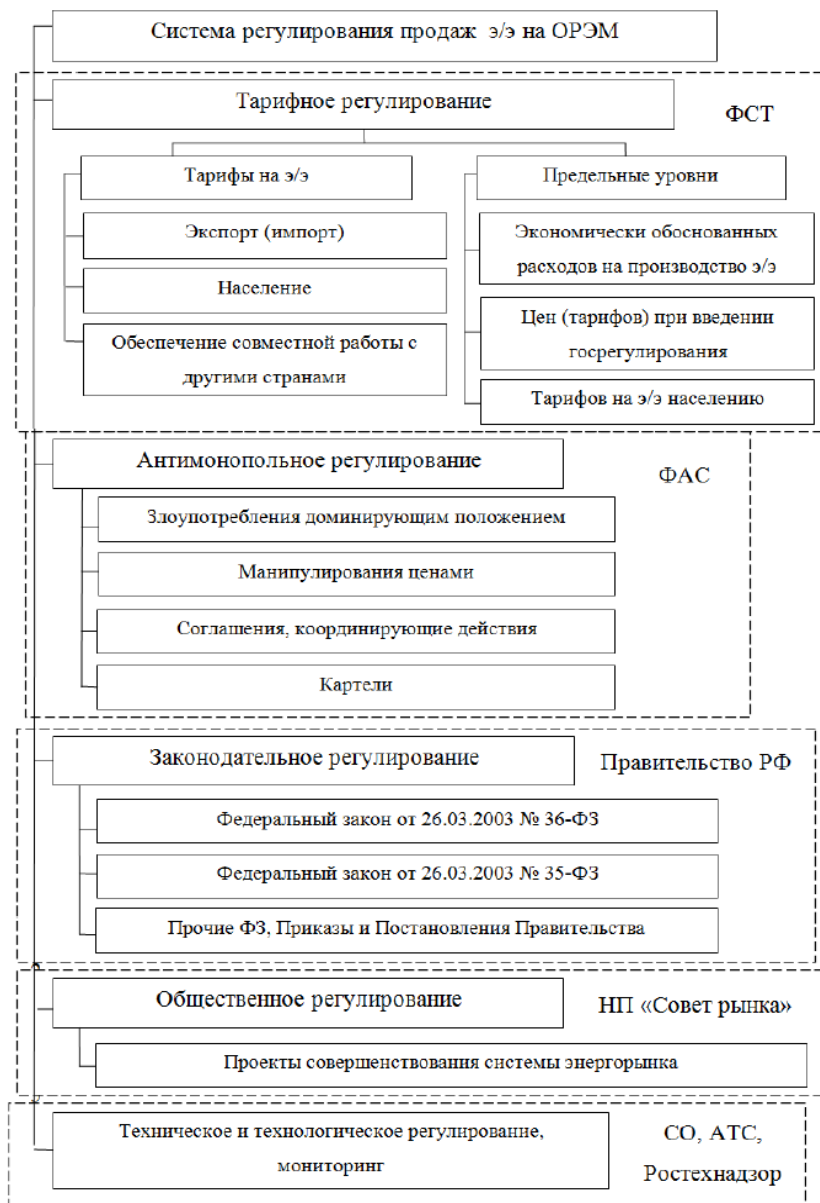 Система регулирования продаж э/э на ОРЭМ
Тарифное регулирование
ФСТ
Тарифы на э/э
Экспорт (импорт)
Население
Обеспечение совместной работы с
другими странами
Предельные уровни
Экономически обоснованных
расходов на производство э/э
Цен (тарифов) при введении
госрегулирования
Тарифов на э/э населению
Антимонопольное регулирование
ФАС
Злоупотребления доминирующим положением
Манипулирования ценами
Соглашения, координирующие действия
Картели
Законодательное регулирование
Правительство РФ
Федеральный закон от 26.03.2003 № 36-ФЗ
Федеральный закон от 26.03.2003 № 35-ФЗ
Прочие ФЗ, Приказы и Постановления Правительства
Общественное регулирование
НП «Совет рынка»
Проекты совершенствования системы энергорынка
Техническое и технологическое регулирование,
мониторинг
СО, АТС,
Ростехнадзор